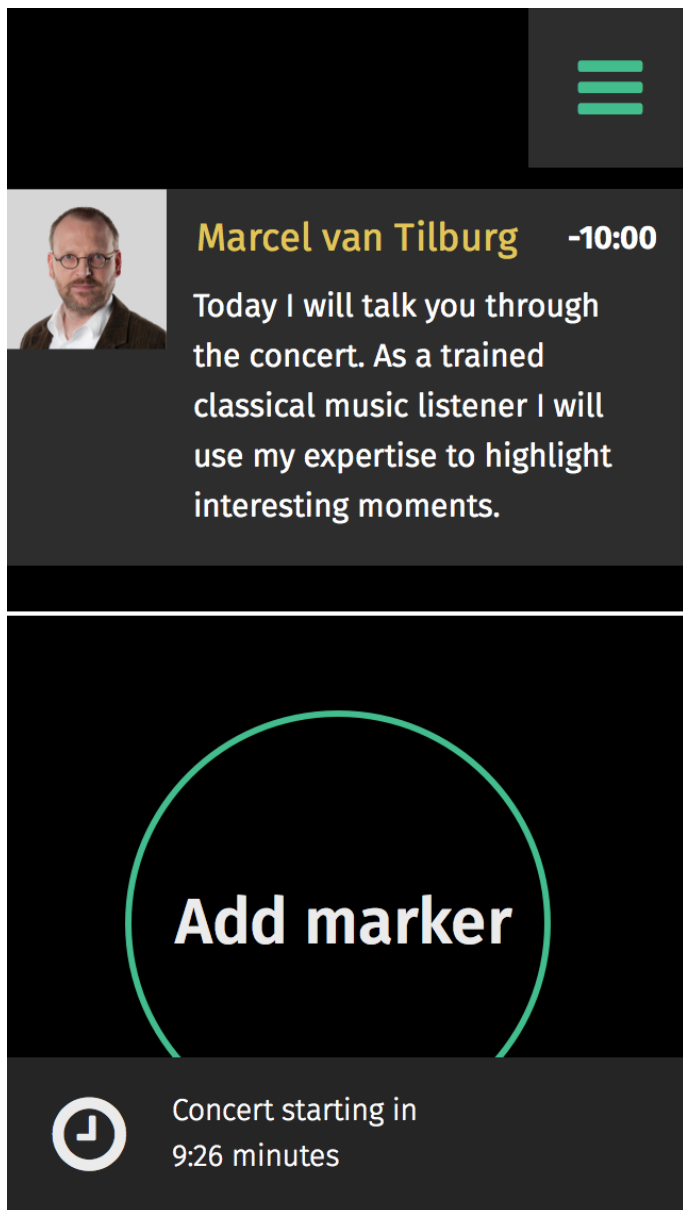 Marcel van Tilburg -10:00
Today I will talk you through
the concert. As a trained
classical music listener I will
use my expertise to highlight
interesting moments.
Add marker
Concert starting in
9:26 minutes